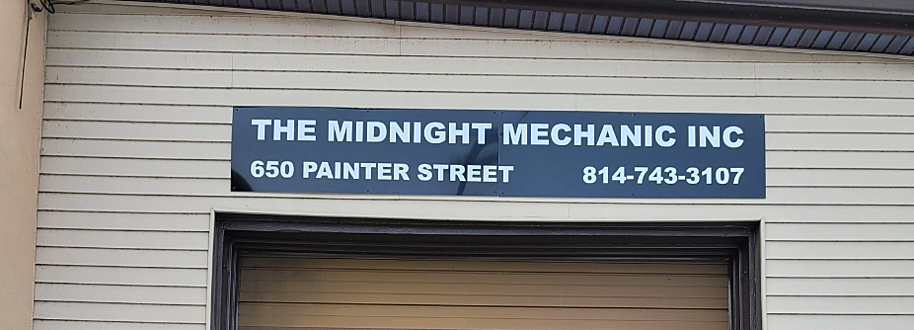 THE MIDNIGHT MECHANIC INC
650 PAINTER STREET 814-743-3107